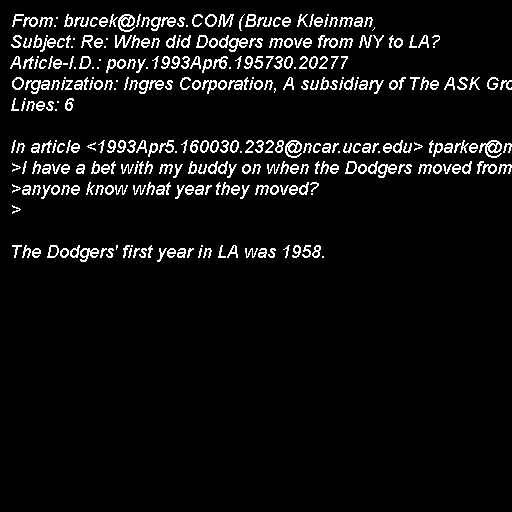 From: brucek@Ingres.COM (Bruce Kleinman)
Subject: Re: When did Dodgers move from NY to LA?
Article-I.D.: pony.1993Apr6.195730.20277
Organization: Ingres Corporation, A subsidiary of The ASK Gro
Lines: 6

In article <1993Apr5.160030.2328@ncar.ucar.edu> tparker@m
>I have a bet with my buddy on when the Dodgers moved from
>anyone know what year they moved?
>

The Dodgers' first year in LA was 1958.